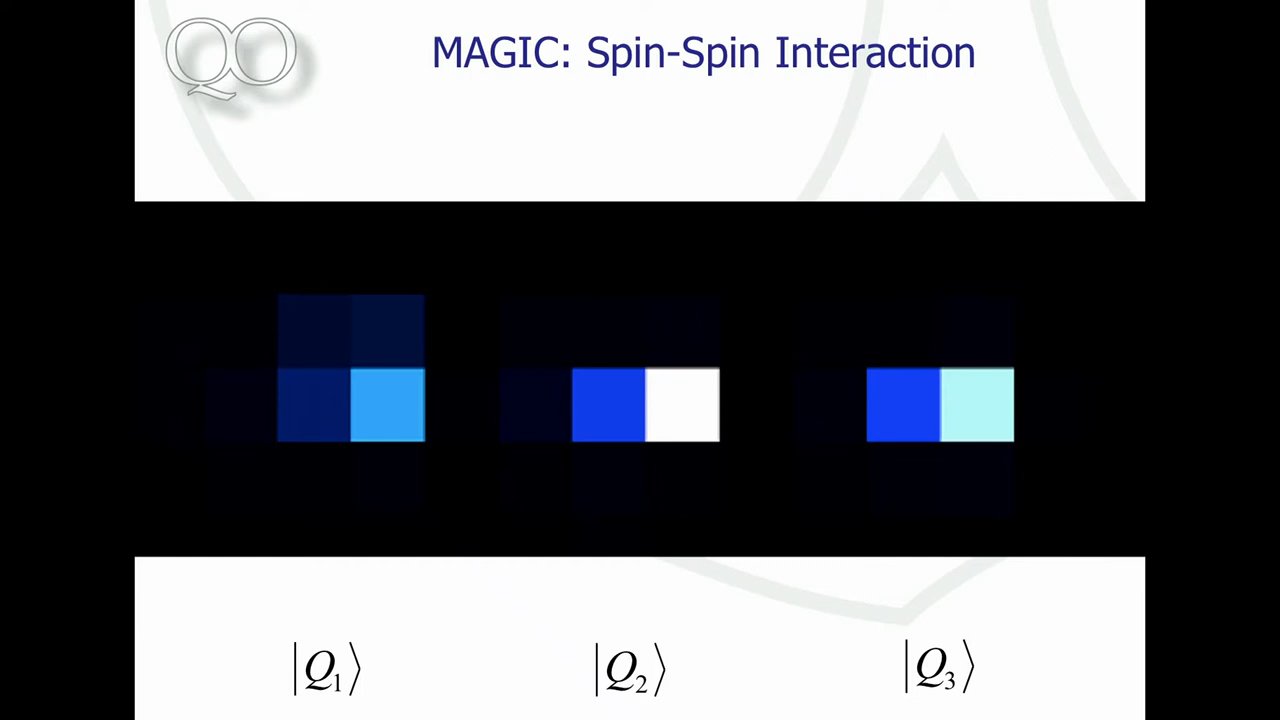 QO
MAGIC: Spin-Spin Interaction
|Q₁⟩ |Q₂⟩ |Q₃⟩